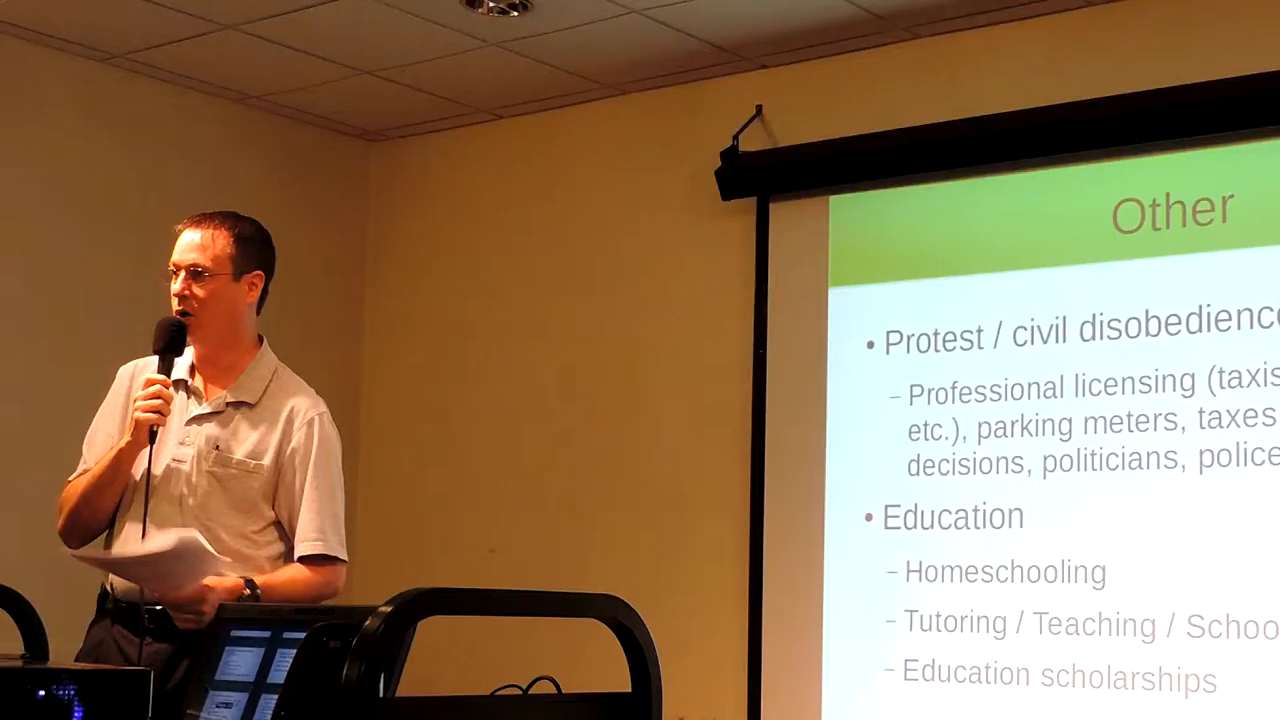 Other
• Protest / civil disobedience
– Professional licensing (taxis
etc.), parking meters, taxes
decisions, politicians, police
• Education
– Homeschooling
– Tutoring / Teaching / Schoo
– Education scholarships